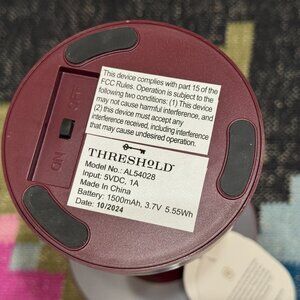 This device complies with part 15 of the
FCC Rules. Operation is subject to the
following two conditions: (1) This device
may not cause harmful interference, and
(2) this device must accept any
interference received, including interference
that may cause undesired operation.
THRESHOLD
Model No.: AL54028
Input: 5VDC, 1A
Made In China
Battery: 1500mAh, 3.7V 5.55Wh
Date: 10/2024
ON
OFF